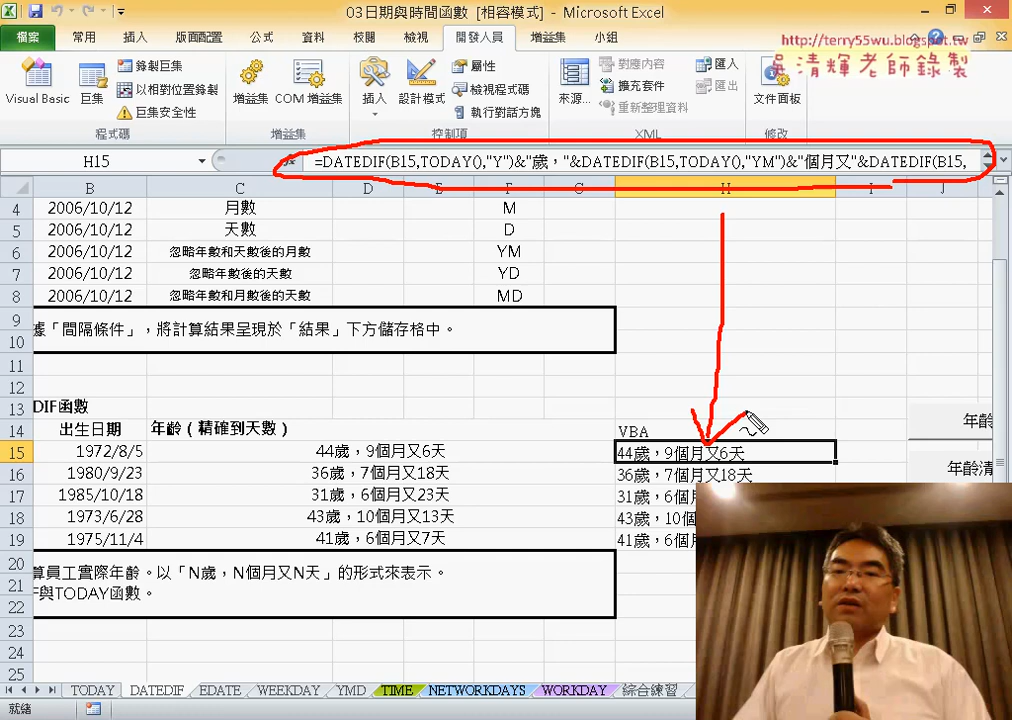 03日期與時間函數 [相容模式] - Microsoft Excel
檔案 常用 插入 版面配置 公式 資料 校閱 檢視 開發人員 增益集 小組
http://terry55wu.blogspot.tw
吳清輝老師錄製
Visual Basic 巨集 錄製巨集 以相對位置錄製 巨集安全性
增益集 COM 增益集
插入 設計模式 屬性 檢視程式碼 執行對話方塊
來源... 對應內容 擴充套件 重新整理資料 匯入 匯出
文件面板
程式碼 增益集 控制項 XML 修改
H15 fx =DATEDIF(B15,TODAY(),"Y")&"歲，"&DATEDIF(B15,TODAY(),"YM")&"個月又"&DATEDIF(B15,
B C D E F G H I J
4 2006/10/12 月數 M
5 2006/10/12 天數 D
6 2006/10/12 忽略年數和天數後的月數 YM
7 2006/10/12 忽略年數後的天數 YD
8 2006/10/12 忽略年數和月數後的天數 MD
9
據「間隔條件」，將計算結果呈現於「結果」下方儲存格中。
10
11
12
13 DIF函數
14 出生日期 年齡（精確到天數） VBA 年齡
15 1972/8/5 44歲，9個月又6天 44歲，9個月又6天
16 1980/9/23 36歲，7個月又18天 36歲，7個月又18天 年齡清
17 1985/10/18 31歲，6個月又23天 31歲，6個月
18 1973/6/28 43歲，10個月又13天 43歲，10個
19 1975/11/4 41歲，6個月又7天 41歲，6個月
20
21 算員工實際年齡。以「N歲，N個月又N天」的形式來表示。
22 F與TODAY函數。
23
24
25
TODAY DATEDIF EDATE WEEKDAY YMD TIME NETWORKDAYS WORKDAY 綜合練習
就緒